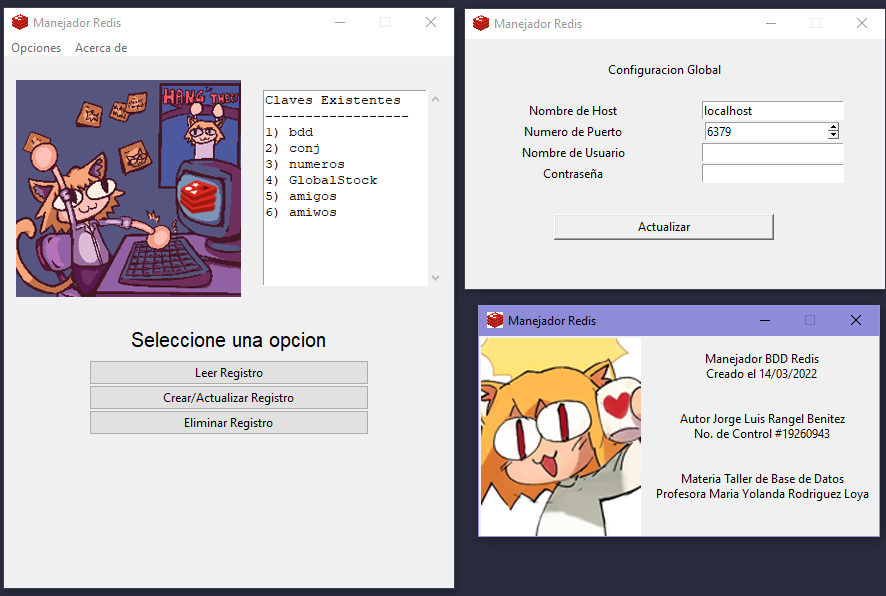 Manejador Redis
Opciones Acerca de
HANG IN THERE
Claves Existentes
------------------
1) bdd
2) conj
3) numeros
4) GlobalStock
5) amigos
6) amiwos
Seleccione una opcion
Leer Registro
Crear/Actualizar Registro
Eliminar Registro
Manejador Redis
Configuracion Global
Nombre de Host localhost
Numero de Puerto 6379
Nombre de Usuario
Contraseña
Actualizar
Manejador Redis
Manejador BDD Redis
Creado el 14/03/2022
Autor Jorge Luis Rangel Benitez
No. de Control #19260943
Materia Taller de Base de Datos
Profesora Maria Yolanda Rodriguez Loya